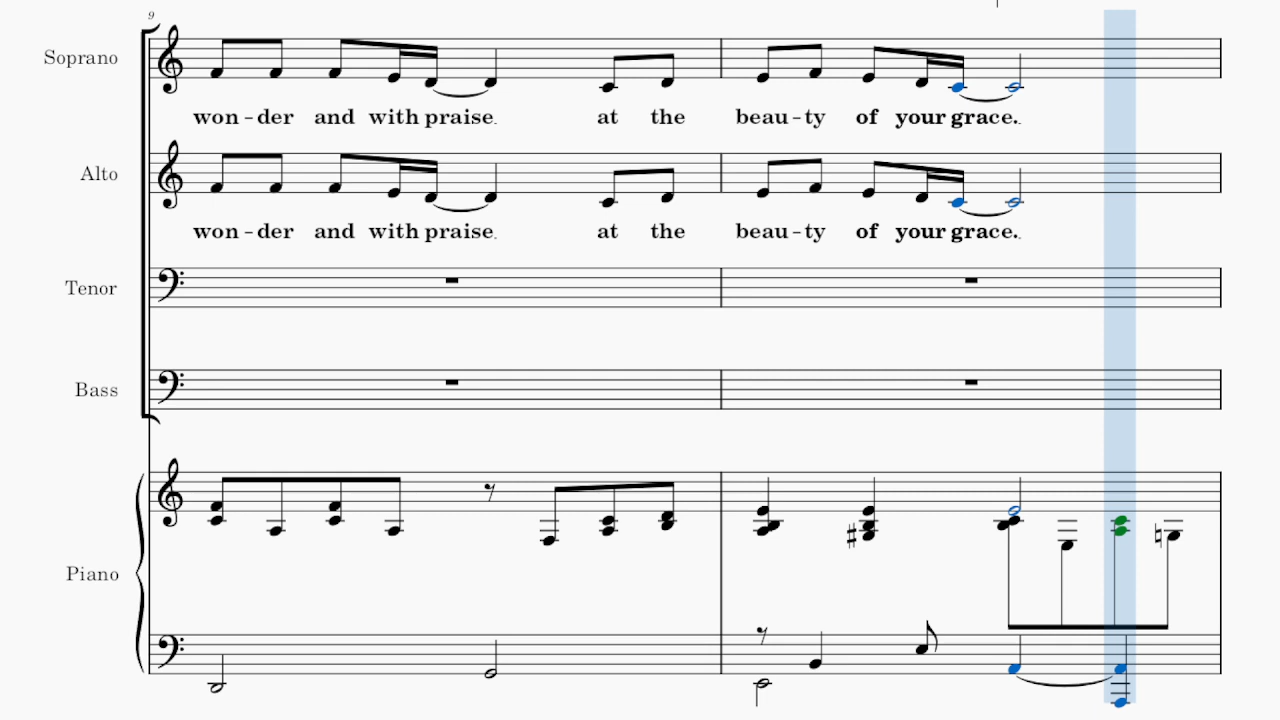 9
Soprano
won-der and with praise. at the beau-ty of your grace.
Alto
won-der and with praise. at the beau-ty of your grace.
Tenor
Bass
Piano